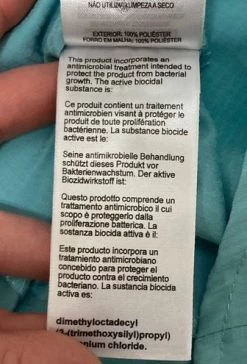 NÃO UTILIZAR LIMPEZA A SECO
EXTERIOR: 100% POLIÉSTER
FORRO EM MALHA: 100% POLIÉSTER
This product incorporates an
antimicrobial treatment intended to
protect the product from bacterial
growth. The active biocidal
substance is:
Ce produit contient un traitement
antimicrobien visant à protéger le
produit de toute prolifération
bactérienne. La substance biocide
active est le:
Seine antimikrobielle Behandlung
schützt dieses Produkt vor
Bakterienwachstum. Der aktive
Biozidwirkstoff ist:
Questo prodotto comprende un
trattamento antimicrobico il cui
scopo è proteggerlo dalla
proliferazione batterica. La
sostanza biocida attiva è il:
Este producto incorpora un
tratamiento antimicrobiano
concebido para proteger el
producto contra el crecimiento
bacteriano. La sustancia biocida
activa es:
dimethyloctadecyl
(3-(trimethoxysilyl)propyl)
chloride.